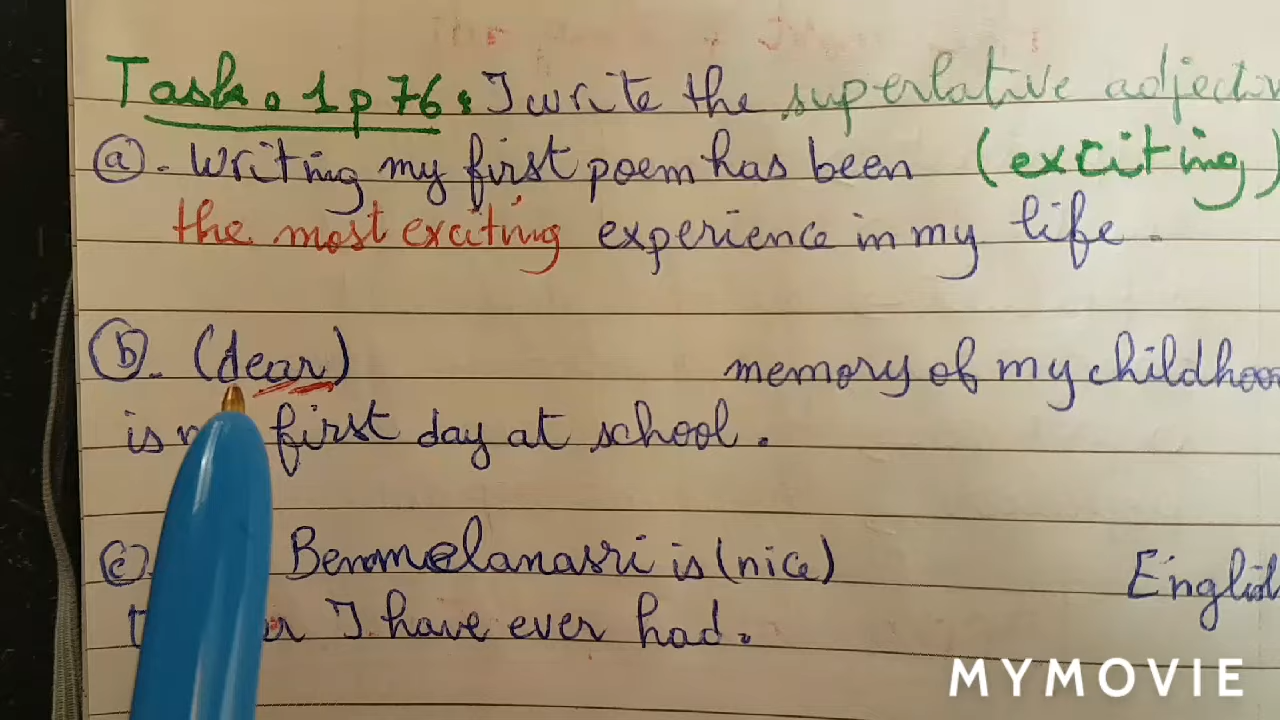 Task 1 p 76: I write the superlative adjectiv
(a). Writing my first poem has been (exciting)
the most exciting experience in my life.
(b). (dear) memory of my childhoo
is first day at school.
(c) Benmelanasri is (nice) Englis
I have ever had.
MYMOVIE